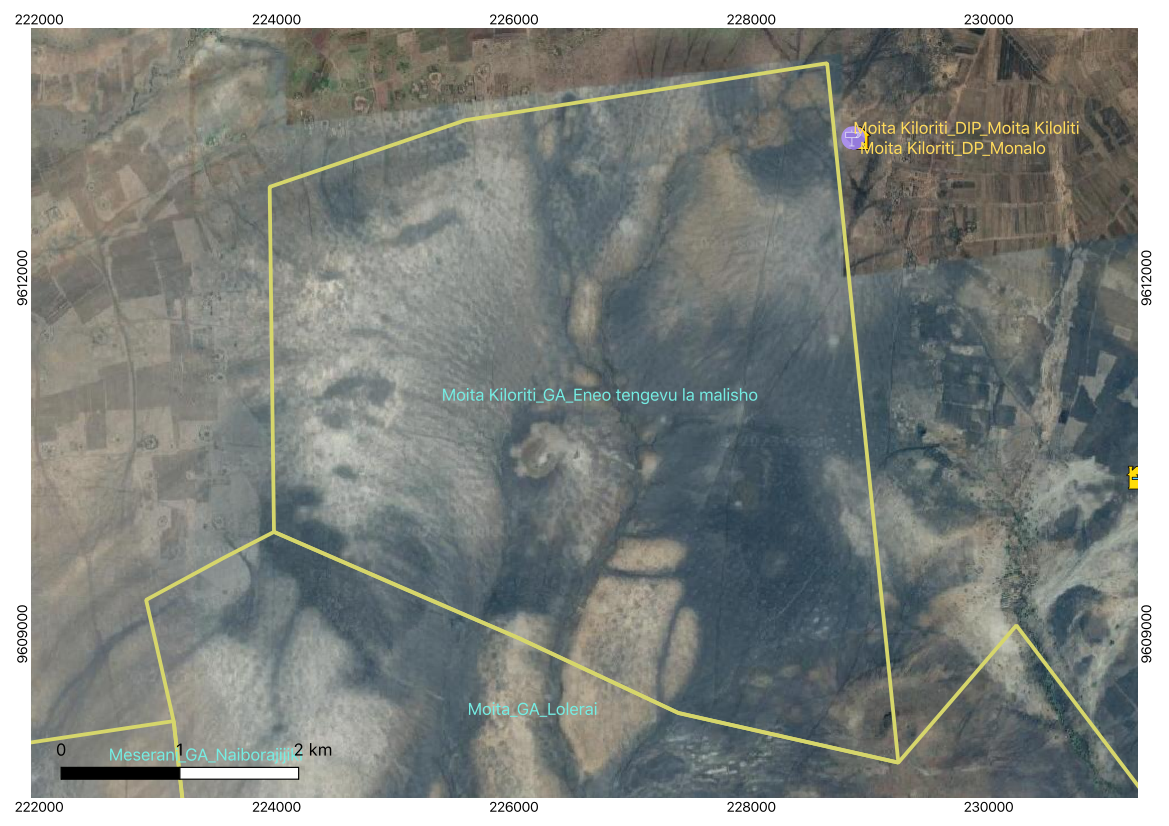 222000 224000 226000 228000 230000
Moita Kiloriti_DIP_Moita Kiloliti
Moita Kiloriti_DP_Monalo
9612000 9612000
Moita Kiloriti_GA_Eneo tengevu la malisho
9609000 9609000
Moita_GA_Lolerai
0 1 2 km
222000 224000 226000 228000 230000